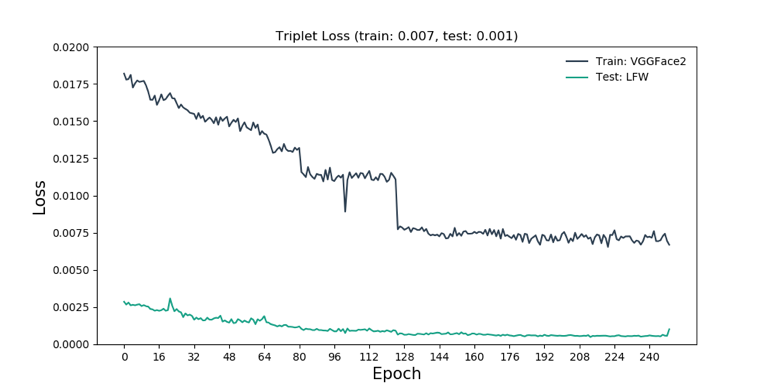 Triplet Loss (train: 0.007, test: 0.001)
Train: VGGFace2
Test: LFW
Loss
0.0200
0.0175
0.0150
0.0125
0.0100
0.0075
0.0050
0.0025
0.0000
0 16 32 48 64 80 96 112 128 144 160 176 192 208 224 240
Epoch